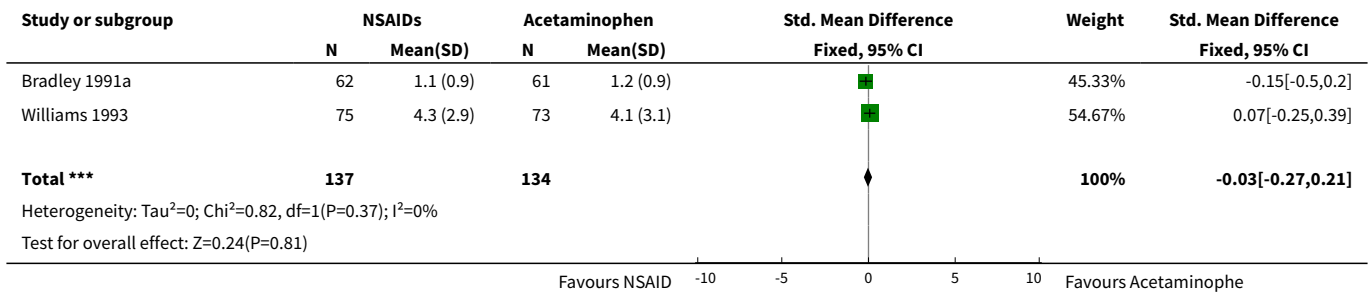 Study or subgroup NSAIDs Acetaminophen Std. Mean Difference Weight Std. Mean Difference
N Mean(SD) N Mean(SD) Fixed, 95% CI Fixed, 95% CI
Bradley 1991a 62 1.1 (0.9) 61 1.2 (0.9) 45.33% -0.15[-0.5,0.2]
Williams 1993 75 4.3 (2.9) 73 4.1 (3.1) 54.67% 0.07[-0.25,0.39]
Total *** 137 134 100% -0.03[-0.27,0.21]
Heterogeneity: Tau²=0; Chi²=0.82, df=1(P=0.37); I²=0%
Test for overall effect: Z=0.24(P=0.81)
Favours NSAID -10 -5 0 5 10 Favours Acetaminophe